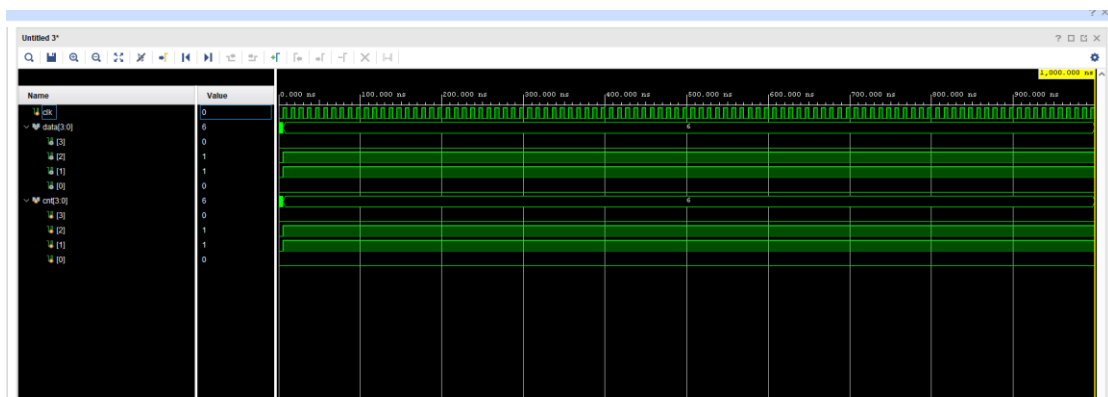 Untitled 3*
1,000.000 ns
Name Value
0.000 ns 100.000 ns 200.000 ns 300.000 ns 400.000 ns 500.000 ns 600.000 ns 700.000 ns 800.000 ns 900.000 ns
clk 0
data[3:0] 6 6
[3] 0
[2] 1
[1] 1
[0] 0
cnt[3:0] 6 6
[3] 0
[2] 1
[1] 1
[0] 0